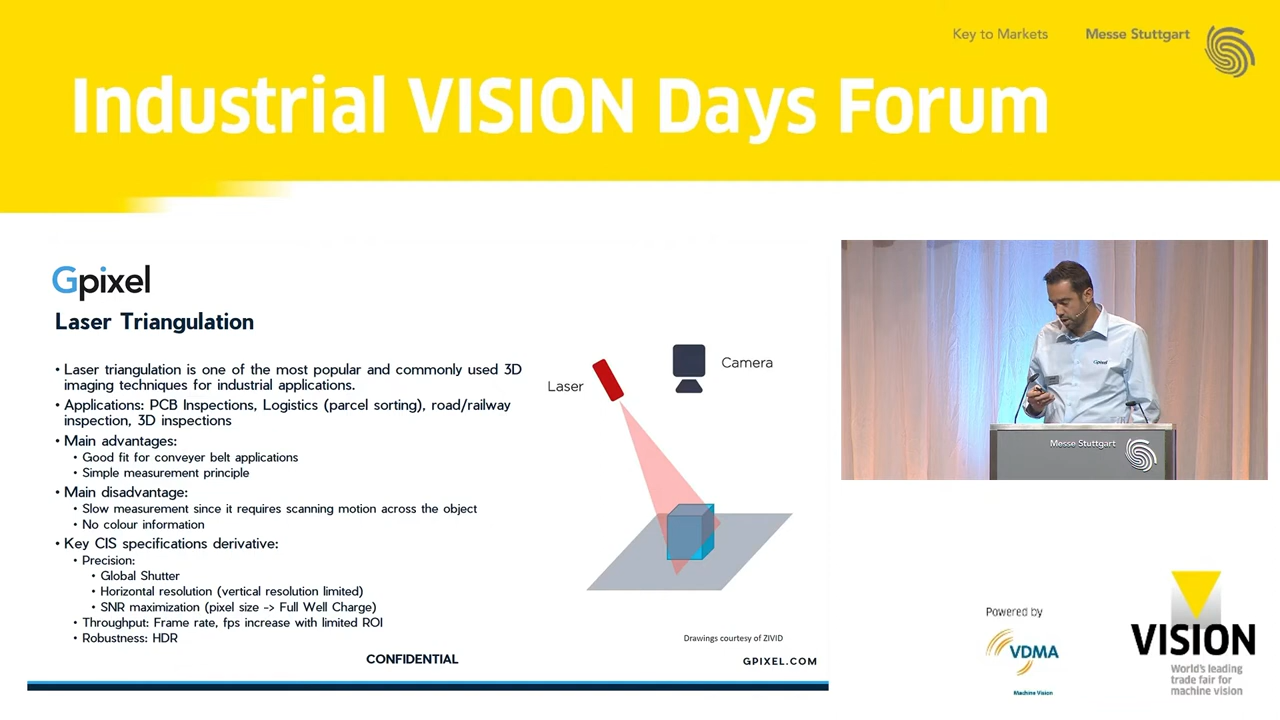 Key to Markets
Messe Stuttgart
Industrial VISION Days Forum
Gpixel
Laser Triangulation
• Laser triangulation is one of the most popular and commonly used 3D
imaging techniques for industrial applications.
• Applications: PCB Inspections, Logistics (parcel sorting), road/railway
inspection, 3D inspections
• Main advantages:
• Good fit for conveyer belt applications
• Simple measurement principle
• Main disadvantage:
• Slow measurement since it requires scanning motion across the object
• No colour information
• Key CIS specifications derivative:
• Precision:
• Global Shutter
• Horizontal resolution (vertical resolution limited)
• SNR maximization (pixel size -> Full Well Charge)
• Throughput: Frame rate, fps increase with limited ROI
• Robustness: HDR
Laser
Camera
Drawings courtesy of ZIVID
CONFIDENTIAL
GPIXEL.COM
Gpixel
Messe Stuttgart
Powered by
VDMA
Machine Vision
VISION
World's leading
trade fair for
machine vision